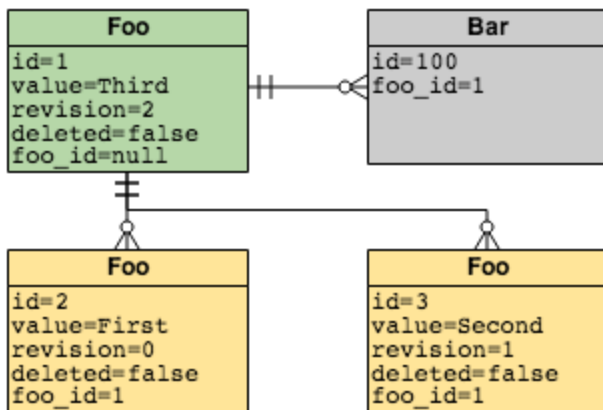 Foo
id=1
value=Third
revision=2
deleted=false
foo_id=null
Bar
id=100
foo_id=1
Foo
id=2
value=First
revision=0
deleted=false
foo_id=1
Foo
id=3
value=Second
revision=1
deleted=false
foo_id=1